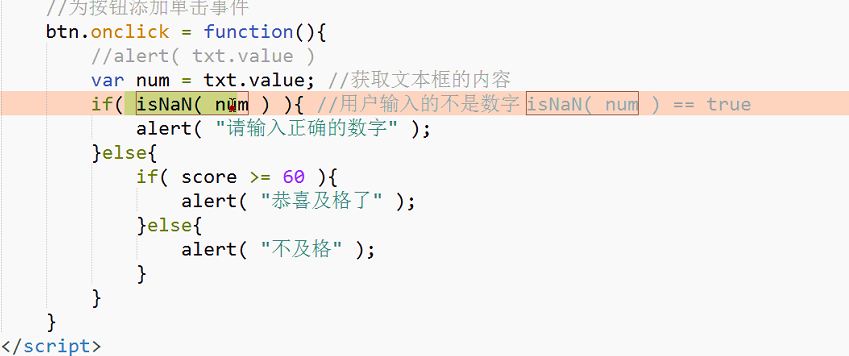 //为按钮添加单击事件
btn.onclick = function(){
//alert( txt.value )
var num = txt.value; //获取文本框的内容
if( isNaN( num ) ){ //用户输入的不是数字 isNaN( num ) == true
alert( "请输入正确的数字" );
}else{
if( score >= 60 ){
alert( "恭喜及格了" );
}else{
alert( "不及格" );
}
}
}
</script>